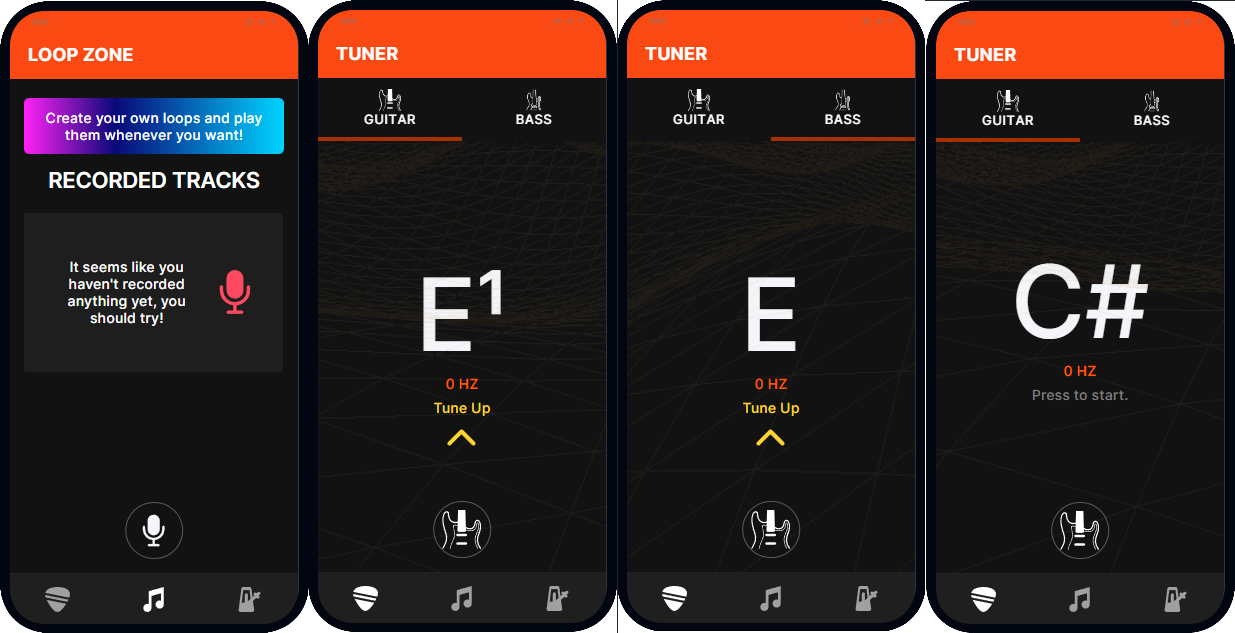 LOOP ZONE
Create your own loops and play
them whenever you want!
RECORDED TRACKS
It seems like you
haven't recorded
anything yet, you
should try!
TUNER
GUITAR
BASS
E¹
0 HZ
Tune Up
TUNER
GUITAR
BASS
E
0 HZ
Tune Up
TUNER
GUITAR
BASS
C#
0 HZ
Press to start.